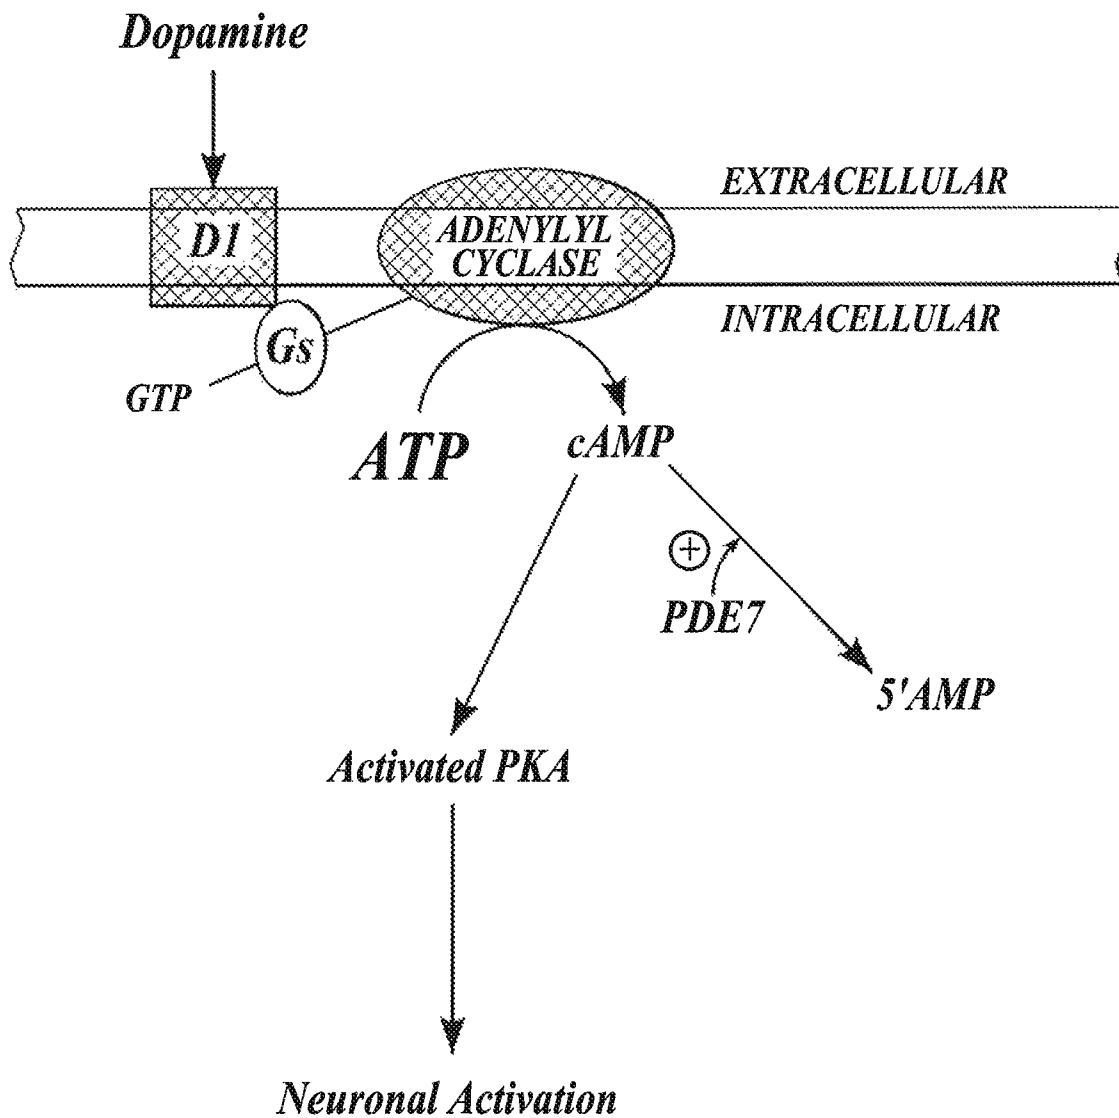 Dopamine
EXTRACELLULAR
D1
ADENYLYL
CYCLASE
INTRACELLULAR
Gs
GTP
ATP
cAMP
+
PDE7
5'AMP
Activated PKA
Neuronal Activation